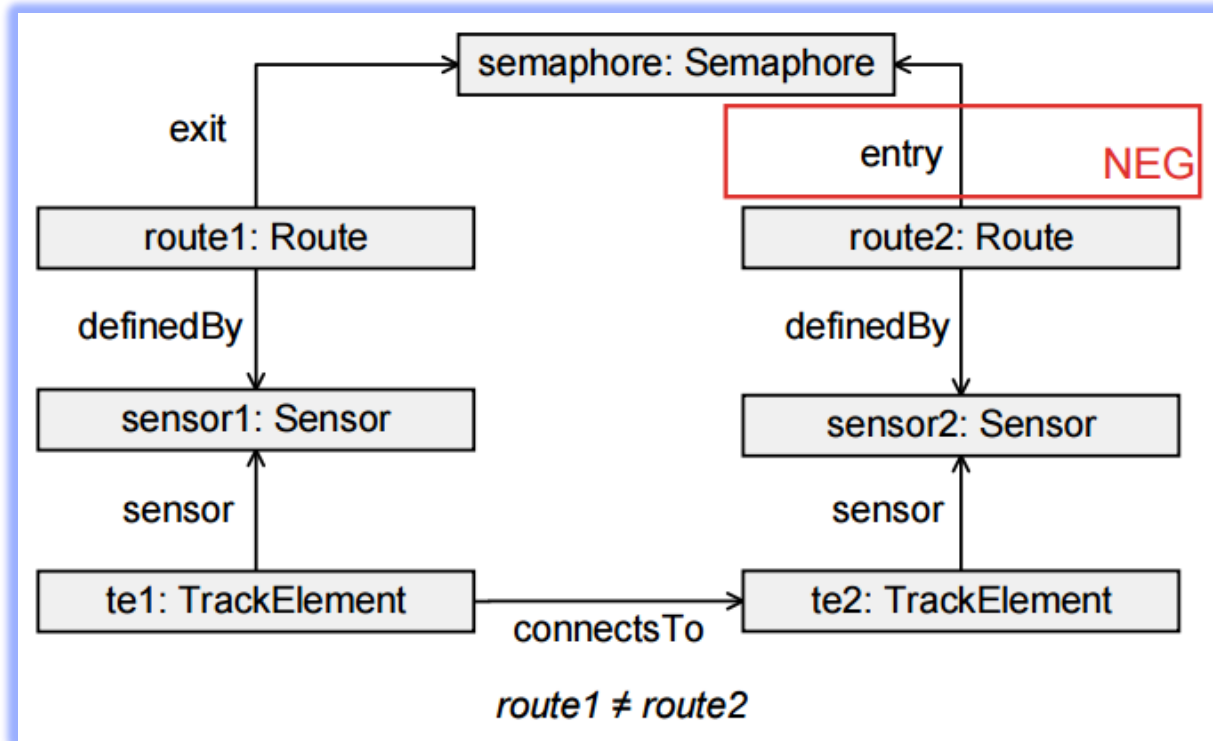 semaphore: Semaphore
exit
entry
NEG
route1: Route
route2: Route
definedBy
definedBy
sensor1: Sensor
sensor2: Sensor
sensor
sensor
te1: TrackElement
te2: TrackElement
connectsTo
route1 ≠ route2